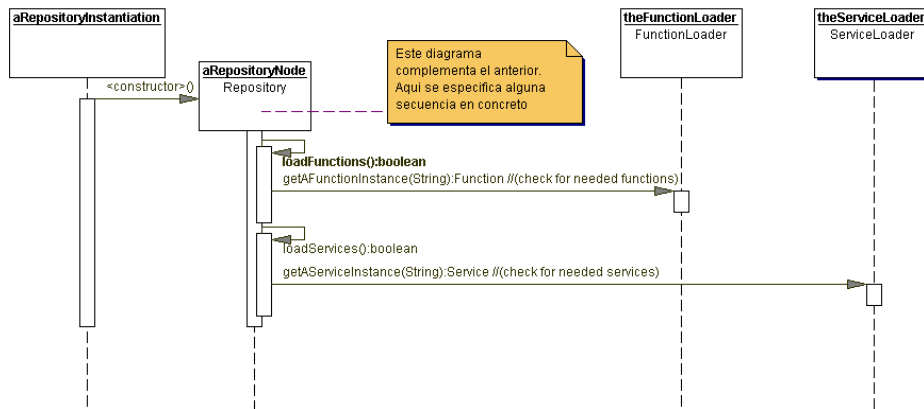 aRepositoryInstantiation
theFunctionLoader
FunctionLoader
theServiceLoader
ServiceLoader
Este diagrama
complementa el anterior.
Aqui se especifica alguna
secuencia en concreto
aRepositoryNode
Repository
<constructor>()
loadFunctions():boolean
getAFunctionInstance(String):Function //(check for needed functions)
loadServices():boolean
getAServiceInstance(String):Service //(check for needed services)